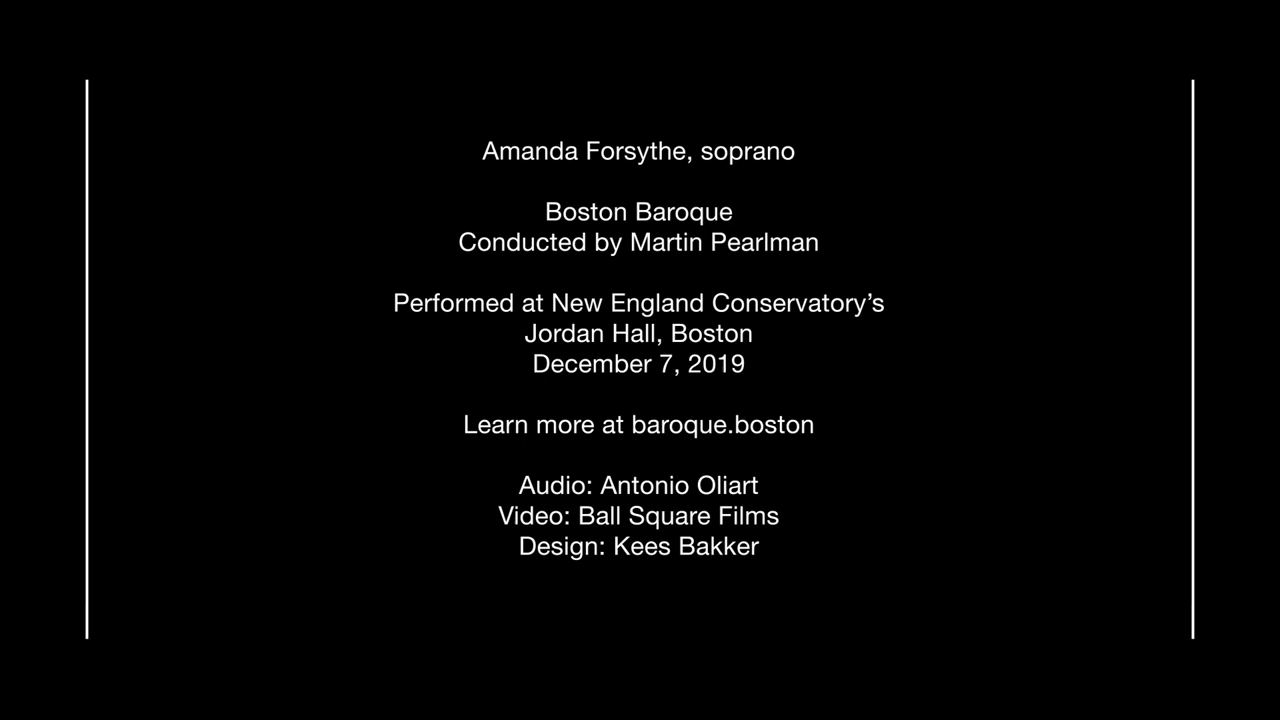 Amanda Forsythe, soprano
Boston Baroque
Conducted by Martin Pearlman
Performed at New England Conservatory’s
Jordan Hall, Boston
December 7, 2019
Learn more at baroque.boston
Audio: Antonio Oliart
Video: Ball Square Films
Design: Kees Bakker